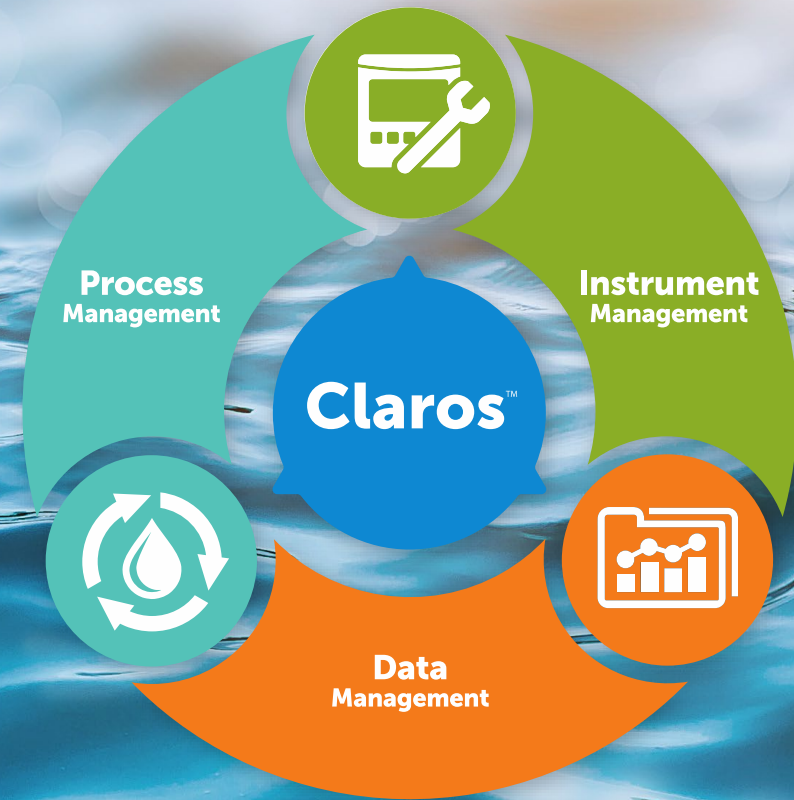 Process
Management
Instrument
Management
Claros™
Data
Management